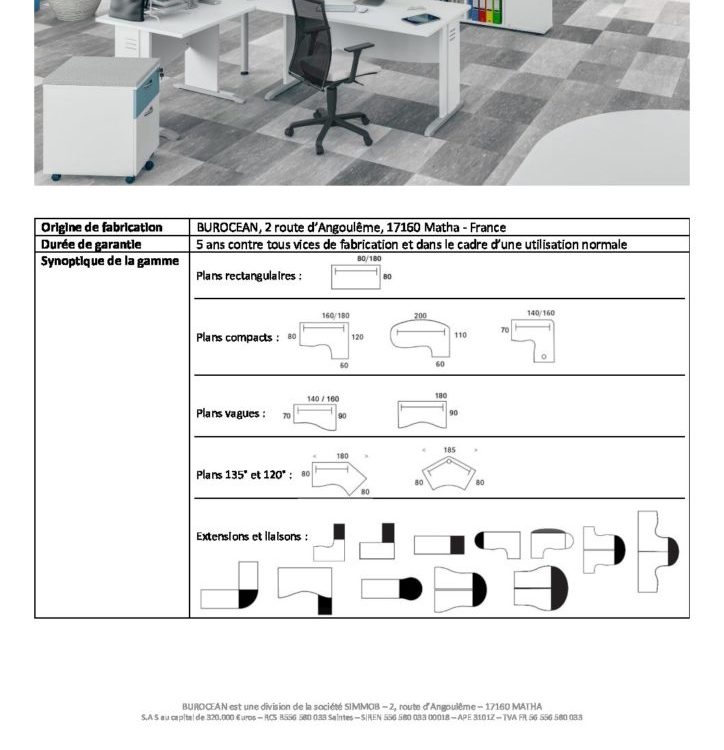 Origine de fabrication BUROCEAN, 2 route d'Angoulême, 17160 Matha - France
Durée de garantie 5 ans contre tous vices de fabrication et dans le cadre d'une utilisation normale
Synoptique de la gamme
80/180
Plans rectangulaires : 80
160/180 200 140/160
Plans compacts : 80 120 110 70
60 60
140 / 160 180
Plans vagues : 70 90 90
< 180 > < 185 >
Plans 135° et 120° : 80 80 80
80
Extensions et liaisons :
BUROCEAN est une division de la société SIMMOB – 2, route d'Angoulême – 17160 MATHA
S.A S au capital de 320.000 Euros – RCS B556 580 033 Saintes – SIREN 556 580 033 00018 – APE 3101Z – TVA FR 56 556 580 033